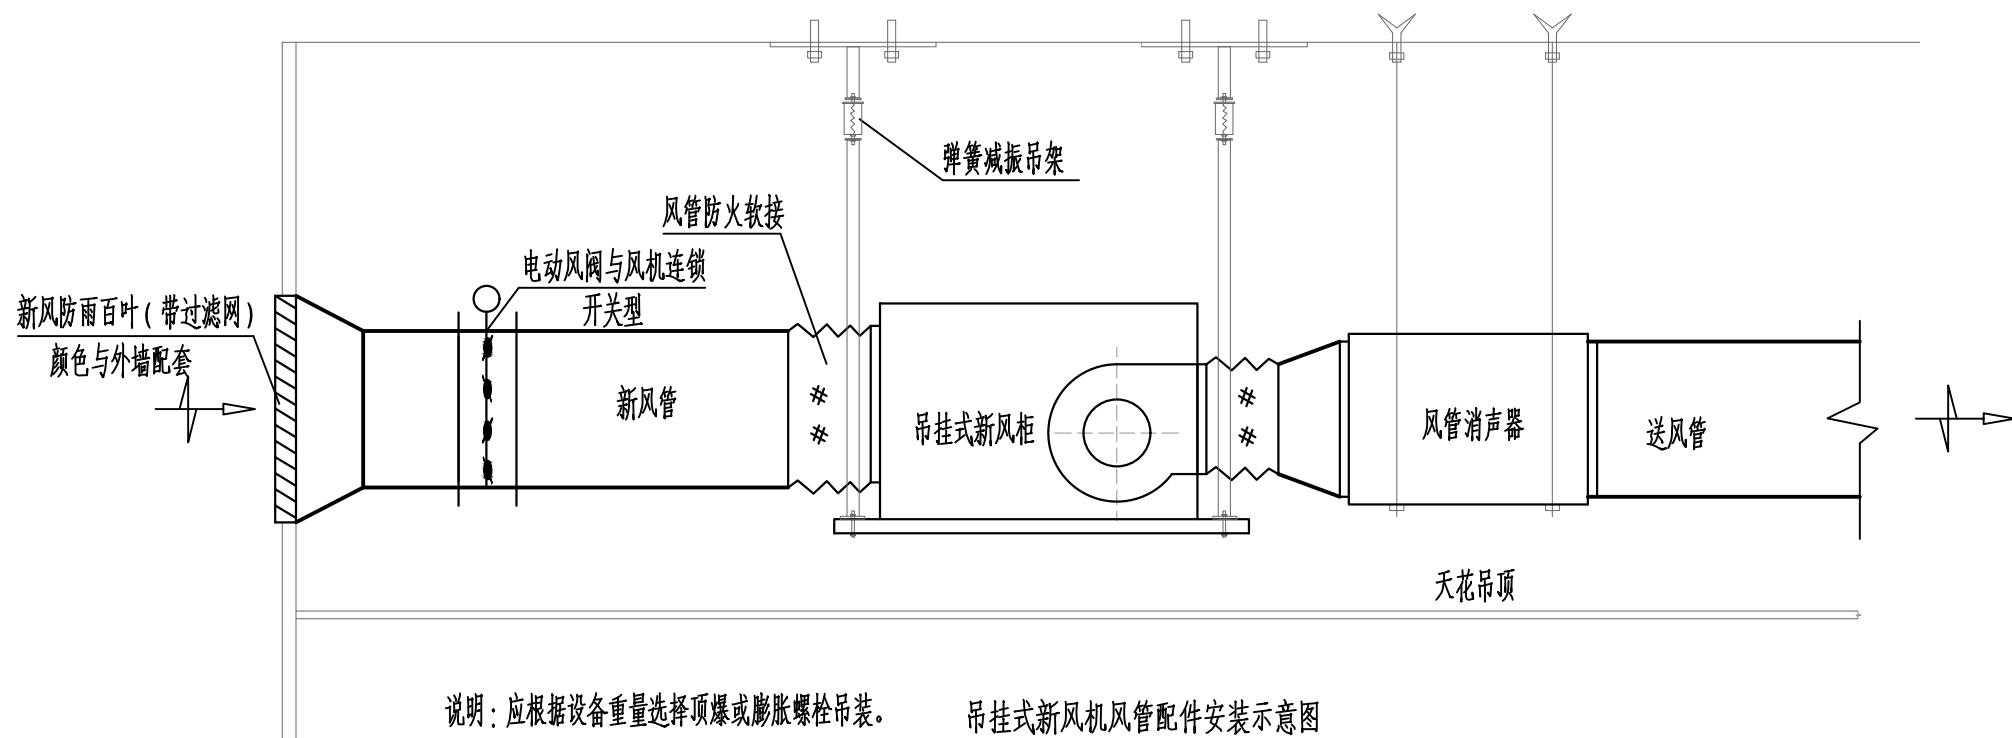 弹簧减振吊架
风管防火软接
电动风阀与风机连锁
开关型
新风防雨百叶(带过滤网)
颜色与外墙配套
新风管
吊挂式新风柜
风管消声器
送风管
天花吊顶
说明:应根据设备重量选择顶爆或膨胀螺栓吊装。
吊挂式新风机风管配件安装示意图